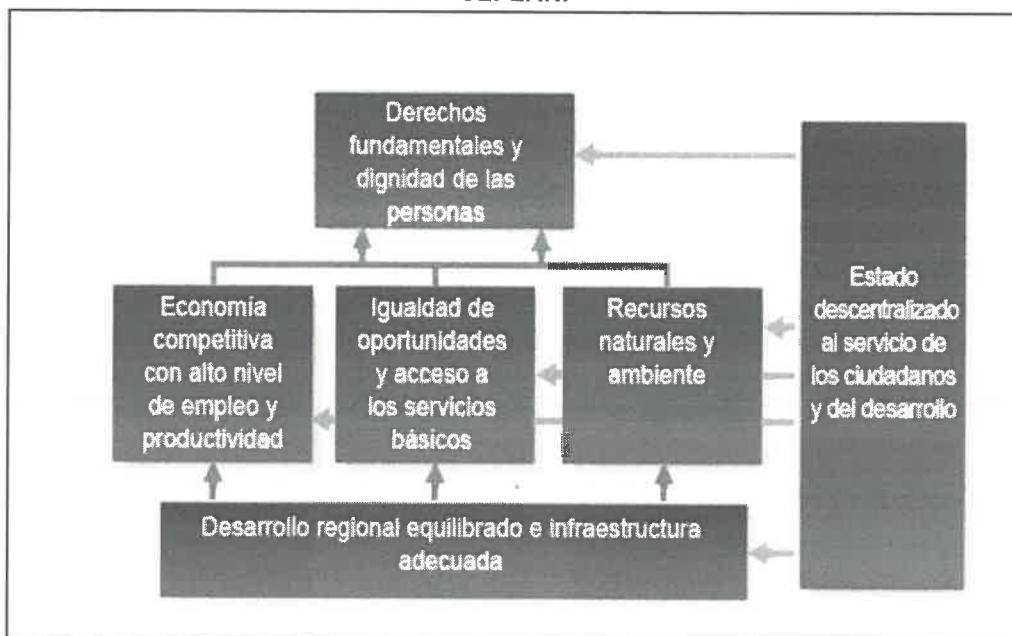 Derechos
fundamentales y
dignidad de las
personas
Economía
competitiva
con alto nivel
de empleo y
productividad
Igualdad de
oportunidades
y acceso a
los servicios
básicos
Recursos
naturales y
ambiente
Estado
descentralizado
al servicio de
los ciudadanos
y del desarrollo
Desarrollo regional equilibrado e infraestructura
adecuada